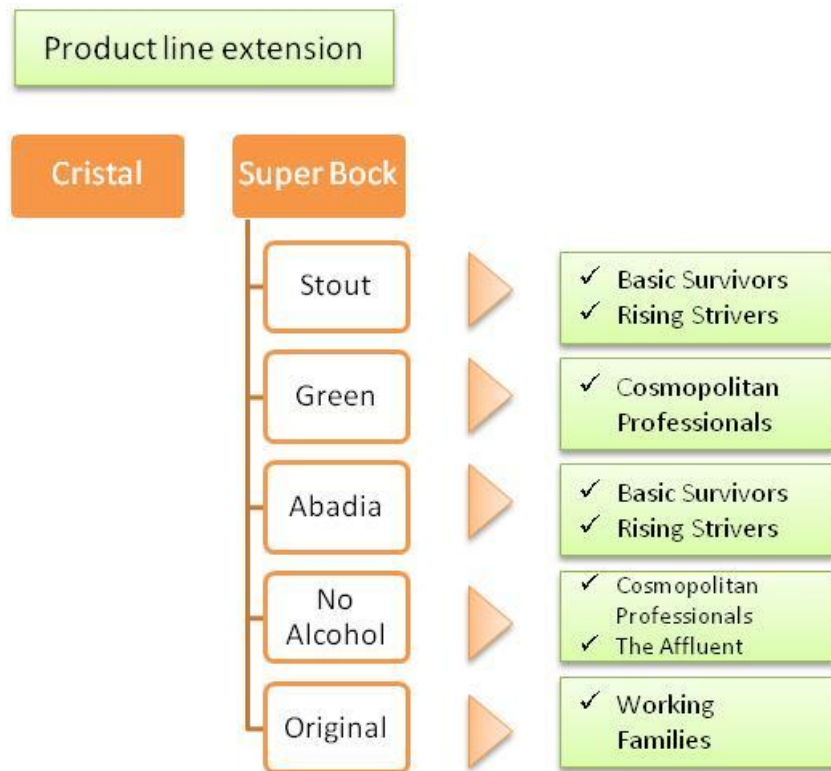 Product line extension
Cristal
Super Bock
Stout
✓ Basic Survivors
✓ Rising Strivers
Green
✓ Cosmopolitan
Professionals
Abadia
✓ Basic Survivors
✓ Rising Strivers
No
Alcohol
✓ Cosmopolitan
Professionals
✓ The Affluent
Original
✓ Working
Families